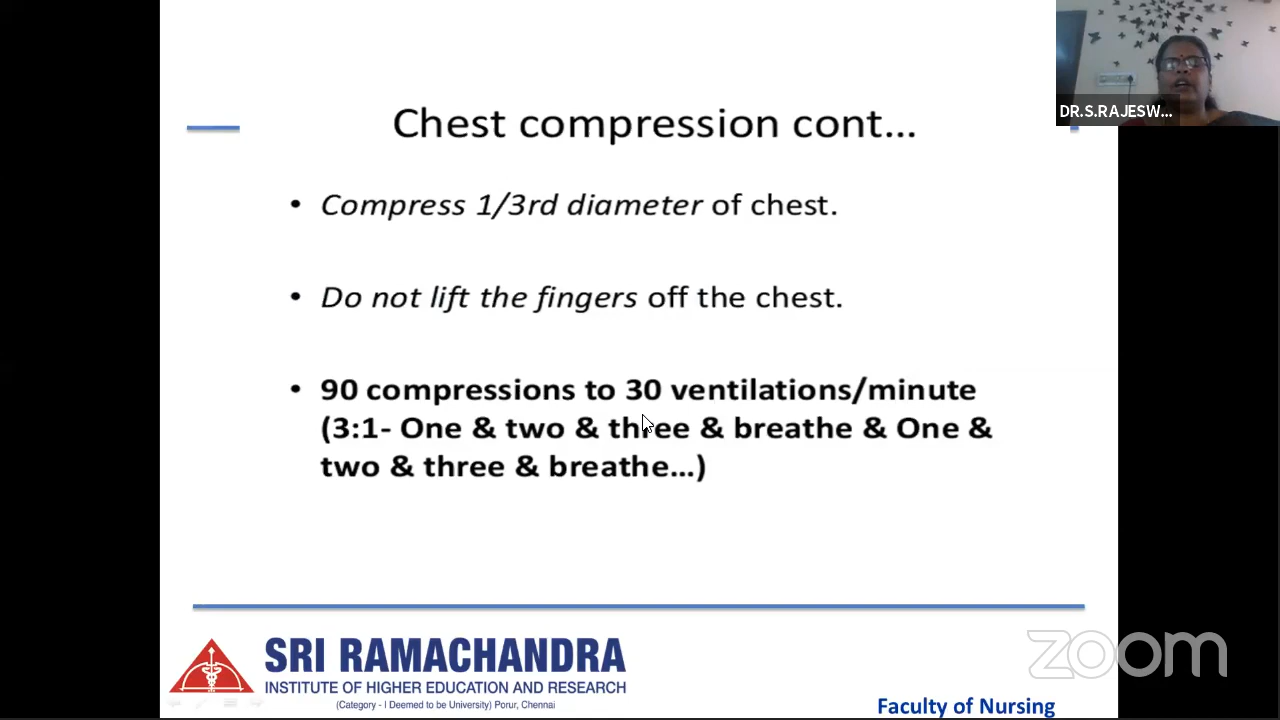 DR.S.RAJESW...
Chest compression cont...
• Compress 1/3rd diameter of chest.
• Do not lift the fingers off the chest.
• 90 compressions to 30 ventilations/minute
(3:1- One & two & three & breathe & One &
two & three & breathe...)
SRI RAMACHANDRA
INSTITUTE OF HIGHER EDUCATION AND RESEARCH
(Category - I Deemed to be University) Porur, Chennai
zoom
Faculty of Nursing